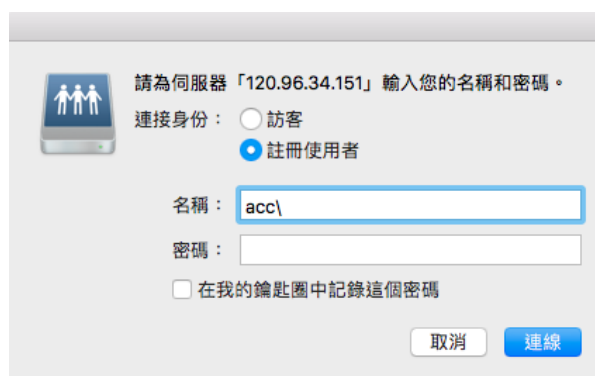 請為伺服器「120.96.34.151」輸入您的名稱和密碼。
連接身份： 訪客
註冊使用者
名稱： acc\
密碼：
在我的鑰匙圈中記錄這個密碼
取消 連線